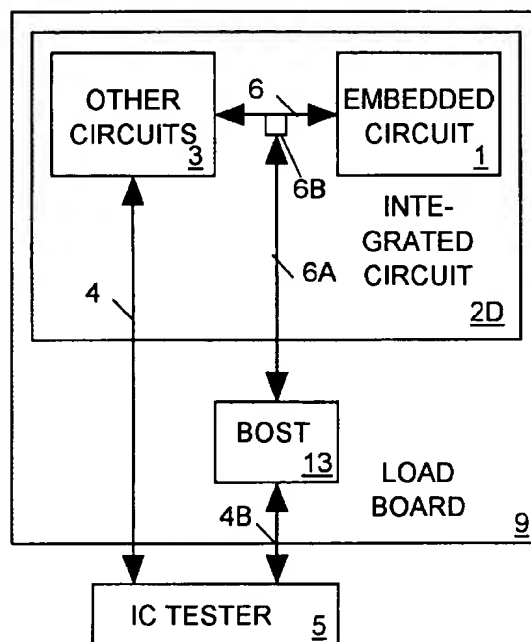 OTHER
CIRCUITS
3
6
6B
EMBEDDED
CIRCUIT
1
INTE-
GRATED
CIRCUIT
2D
4
6A
BOST
13
LOAD
BOARD
9
4B
IC TESTER
5